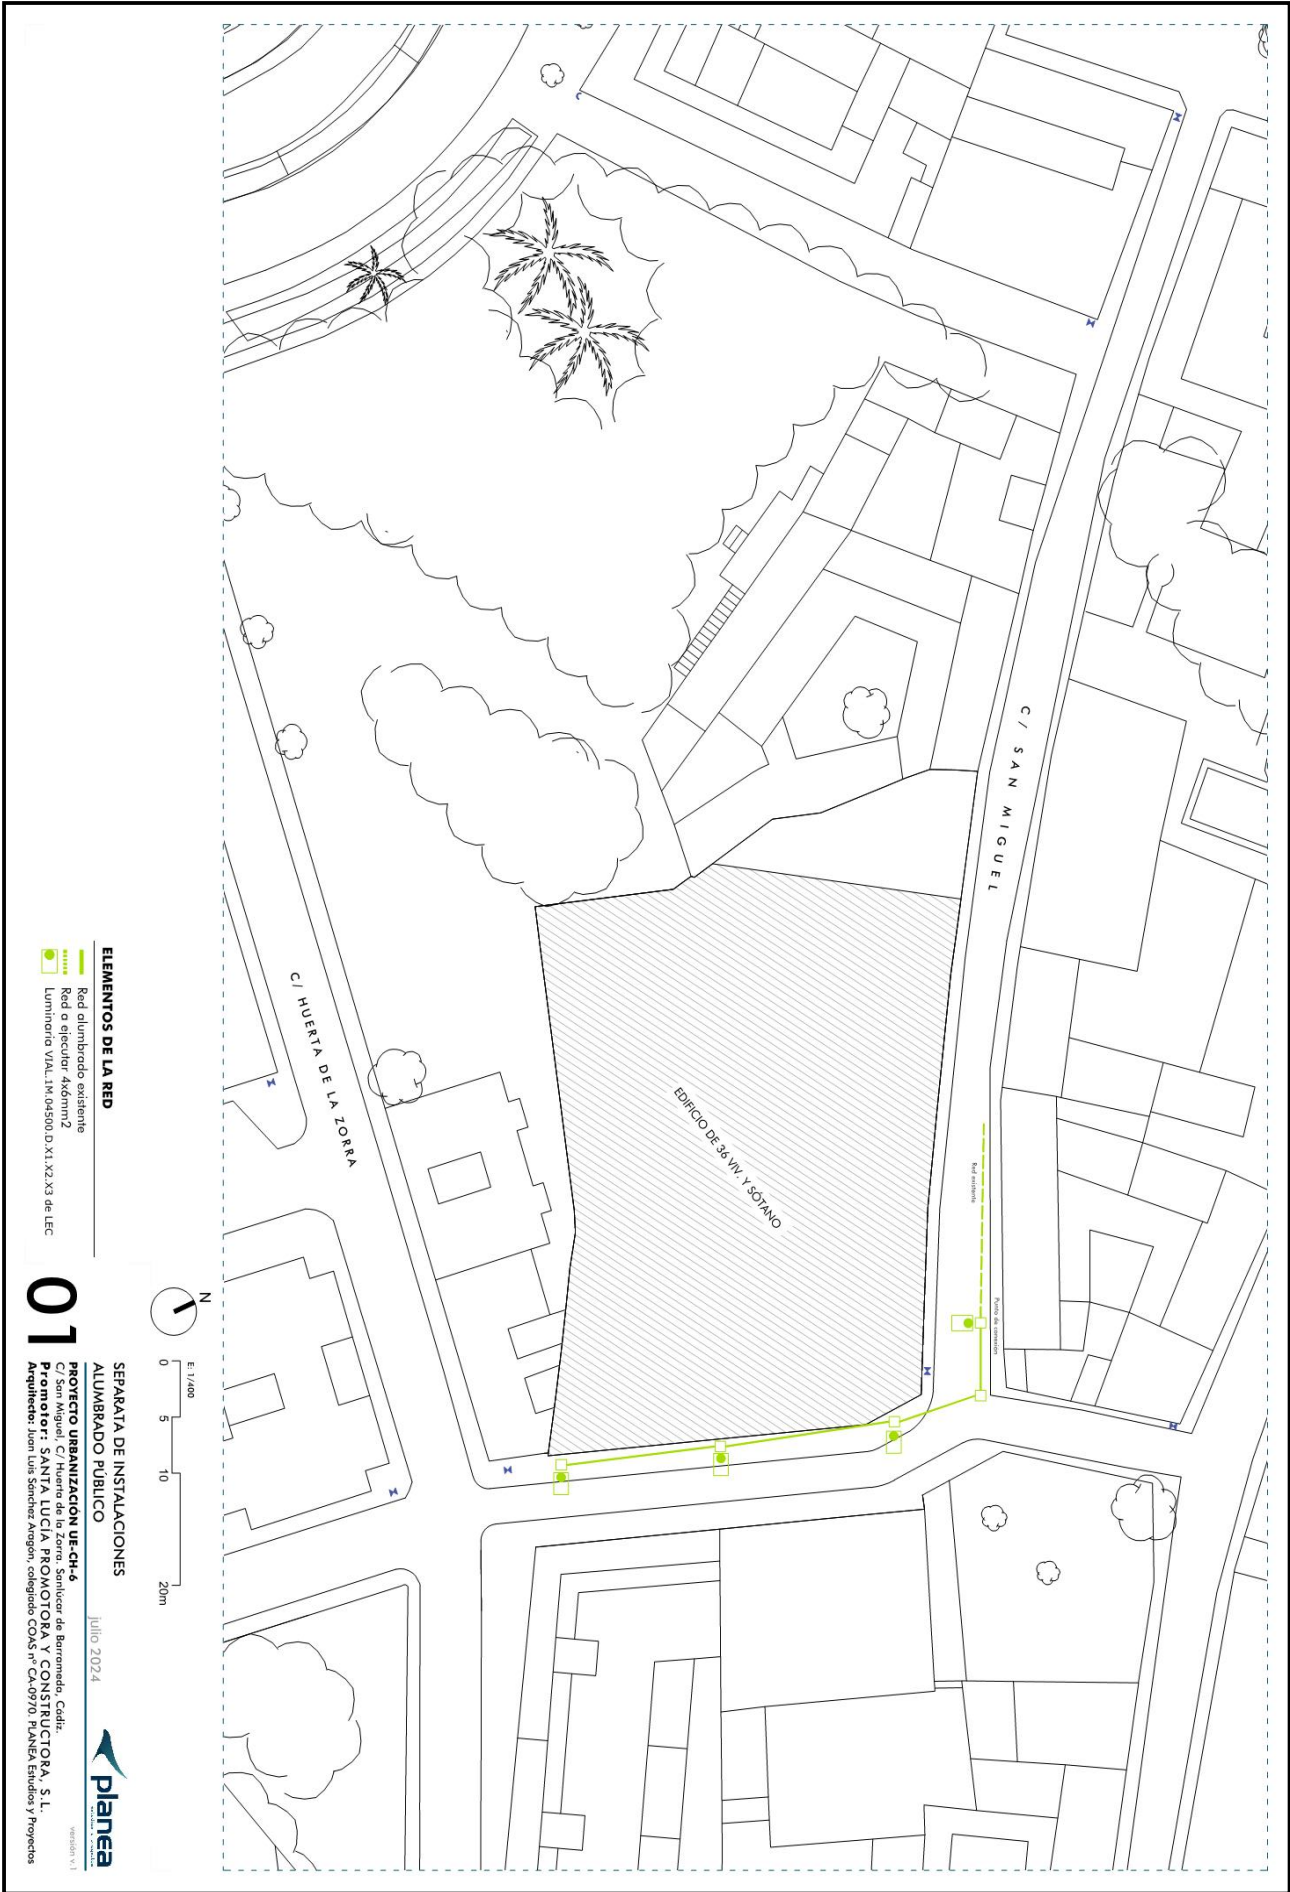 C/ SAN MIGUEL
C/ HUERTA DE LA ZORRA
EDIFICIO DE 36 VIV. Y SÓTANO
Red existente
Punto de conexión
ELEMENTOS DE LA RED
Red alumbrado existente
Red a ejecutar 4x6mm2
Luminaria VIAL.1M.04500.D.X1.X2.X3 de LEC
N
E: 1/400
0 5 10 20m
01
SEPARATA DE INSTALACIONES
ALUMBRADO PÚBLICO
julio 2024
PROYECTO URBANIZACIÓN UE-CH-6
C/ San Miguel, C/ Huerta de la Zorra. Sanlúcar de Barrameda, Cádiz.
Promotor: SANTA LUCÍA PROMOTORA Y CONSTRUCTORA, S.L.
Arquitecto: Juan Luis Sánchez Aragón, colegiado COAS nº CA-0970. PLANEA Estudios y Proyectos
planea
versión v.1